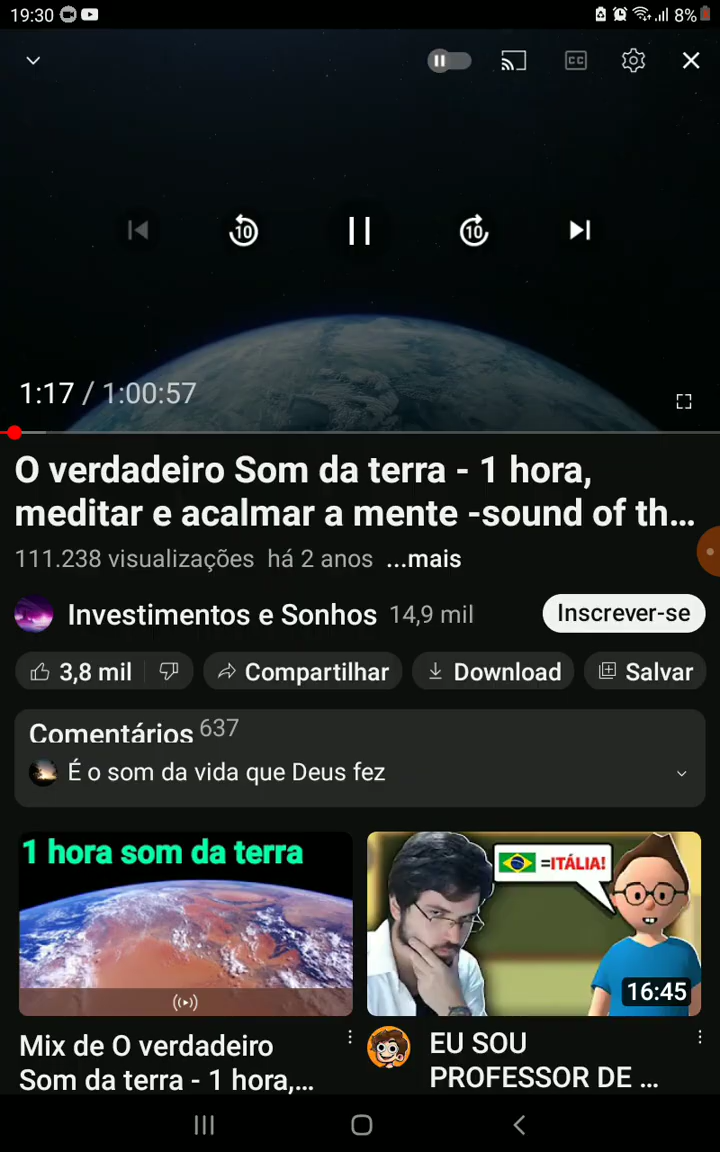 19:30
8%
CC
10
10
1:17 / 1:00:57
O verdadeiro Som da terra - 1 hora,
meditar e acalmar a mente -sound of th...
111.238 visualizações há 2 anos ...mais
Investimentos e Sonhos 14,9 mil
Inscrever-se
3,8 mil
Compartilhar
Download
Salvar
Comentários 637
É o som da vida que Deus fez
1 hora som da terra
=ITÁLIA!
16:45
Mix de O verdadeiro
Som da terra - 1 hora,...
EU SOU
PROFESSOR DE ...